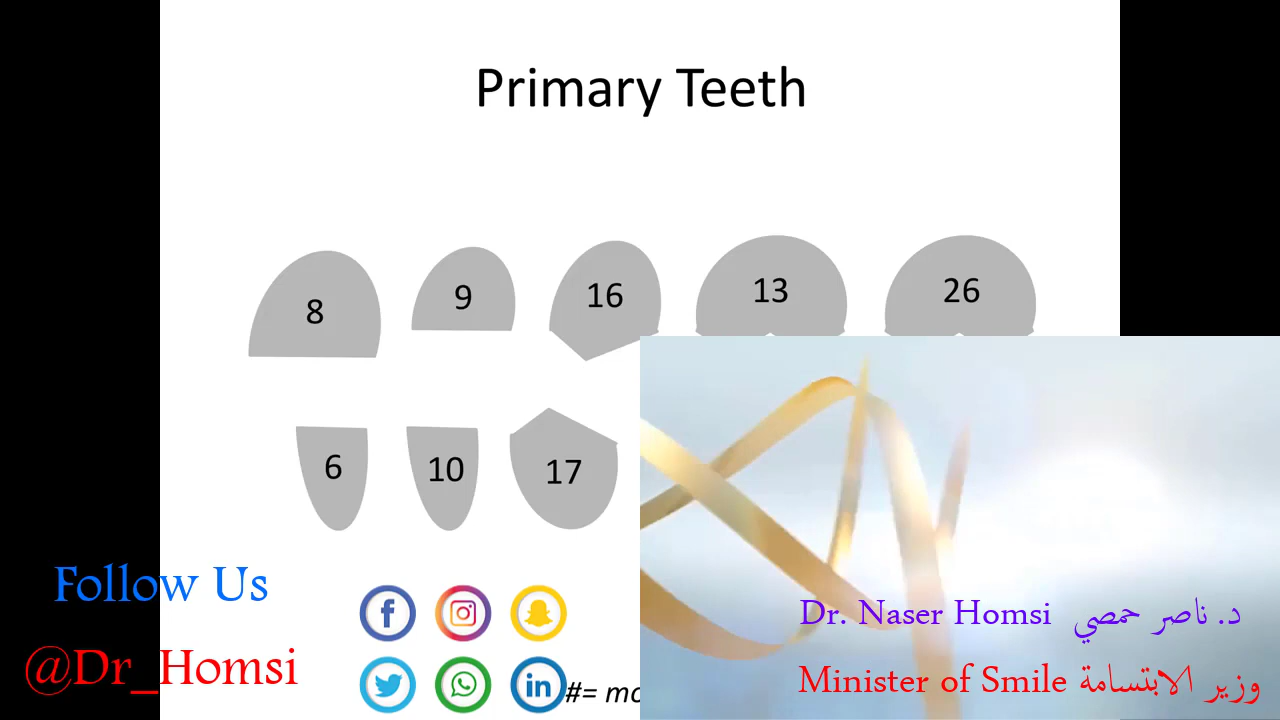 Primary Teeth
8
9
16
13
26
6
10
17
Follow Us
@Dr_Homsi
#=
Dr. Naser Homsi د. ناصر حمصي
Minister of Smile وزير الابتسامة